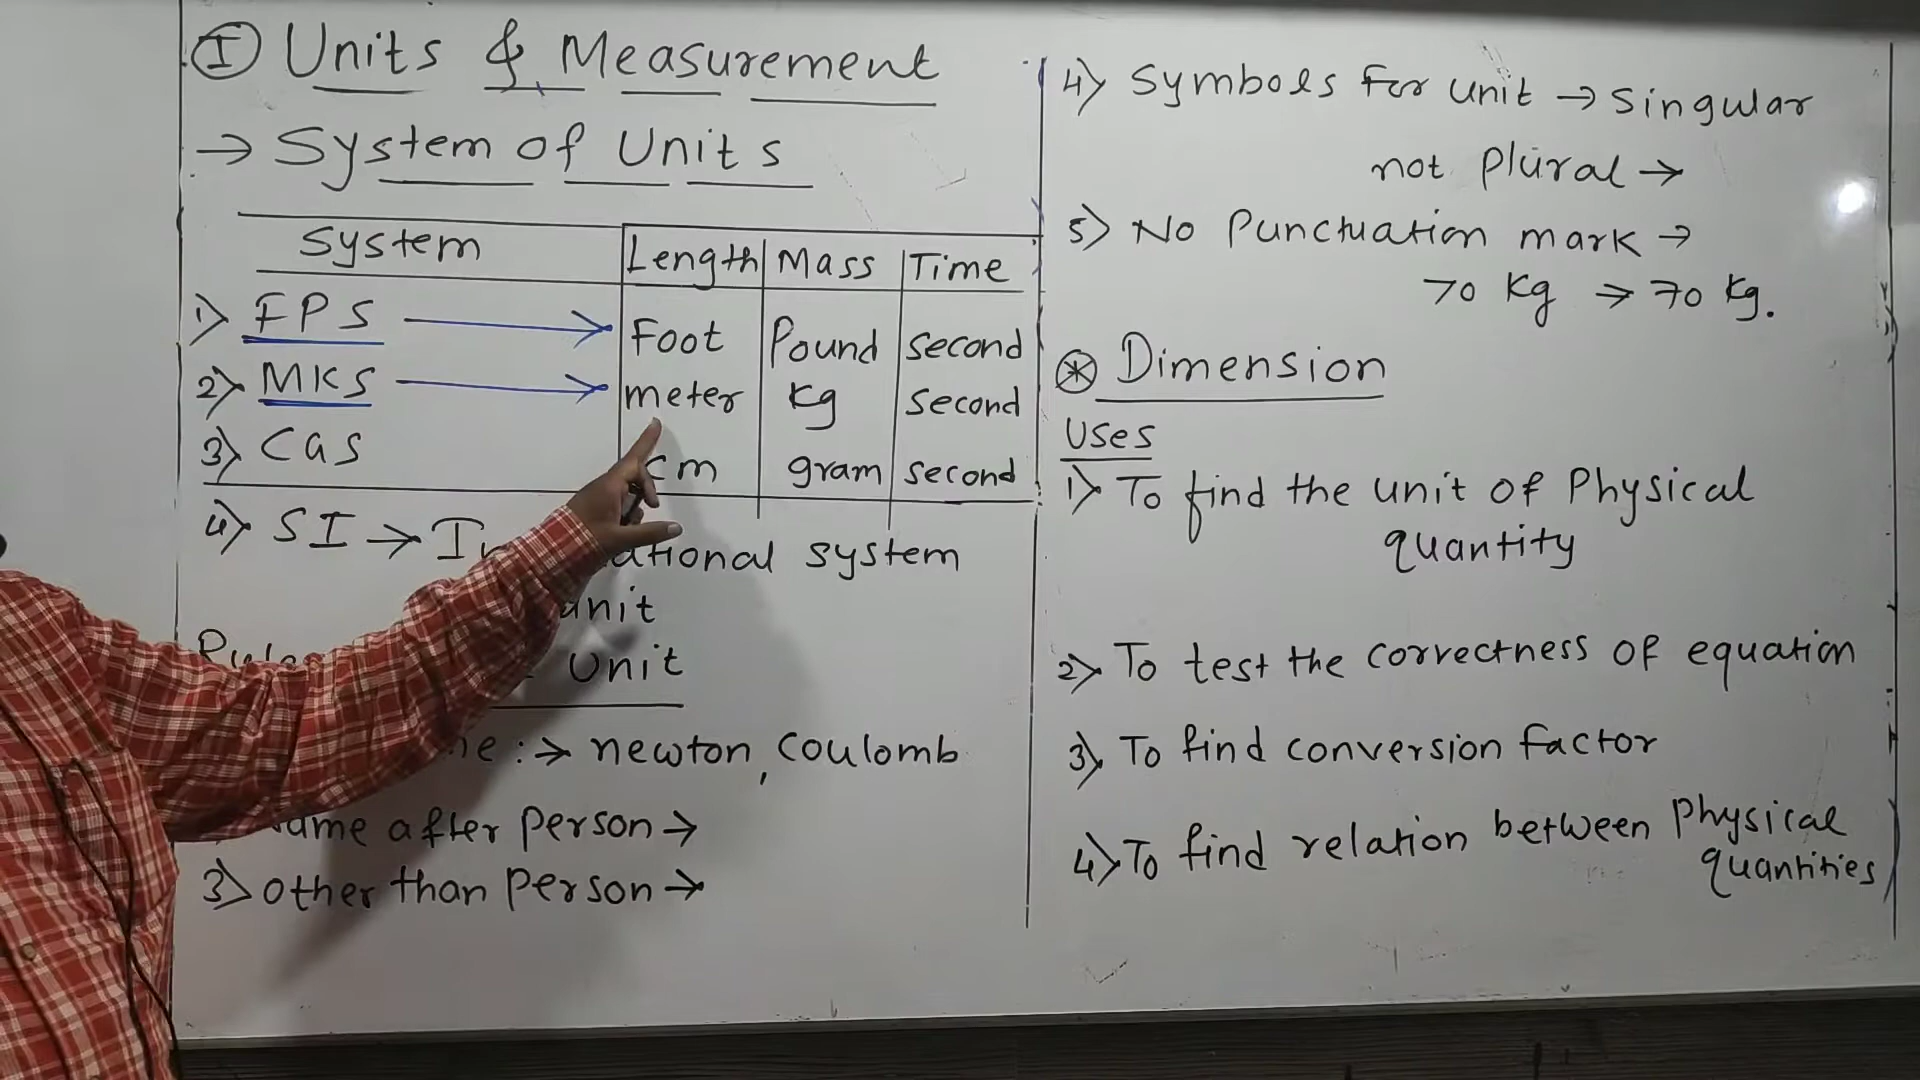 I Units & Measurement
→ System of Units
System Length Mass Time
1) FPS → Foot Pound second
2) MKS → meter kg second
3) CGS cm gram second
4) SI → system
unit
Unit
:→ newton, coulomb
after person →
3) other than person →
4) Symbols For unit → singular
not plural →
5) No Punctuation mark →
70 kg → 70 kg.
* Dimension
Uses
1) To find the unit of Physical
quantity
2) To test the correctness of equation
3) To find conversion factor
4) To find relation between Physical
quantities